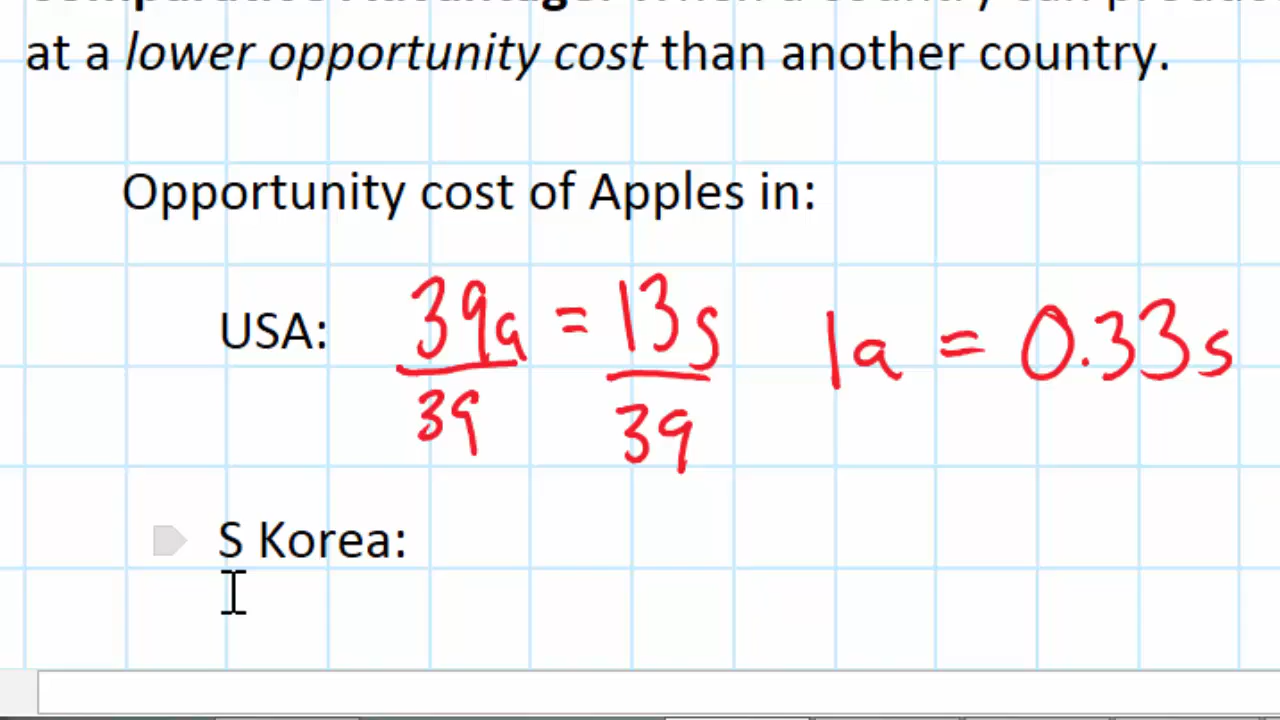 at a lower opportunity cost than another country.
Opportunity cost of Apples in:
USA: 39a = 13s 1a = 0.33s
39 39
S Korea: